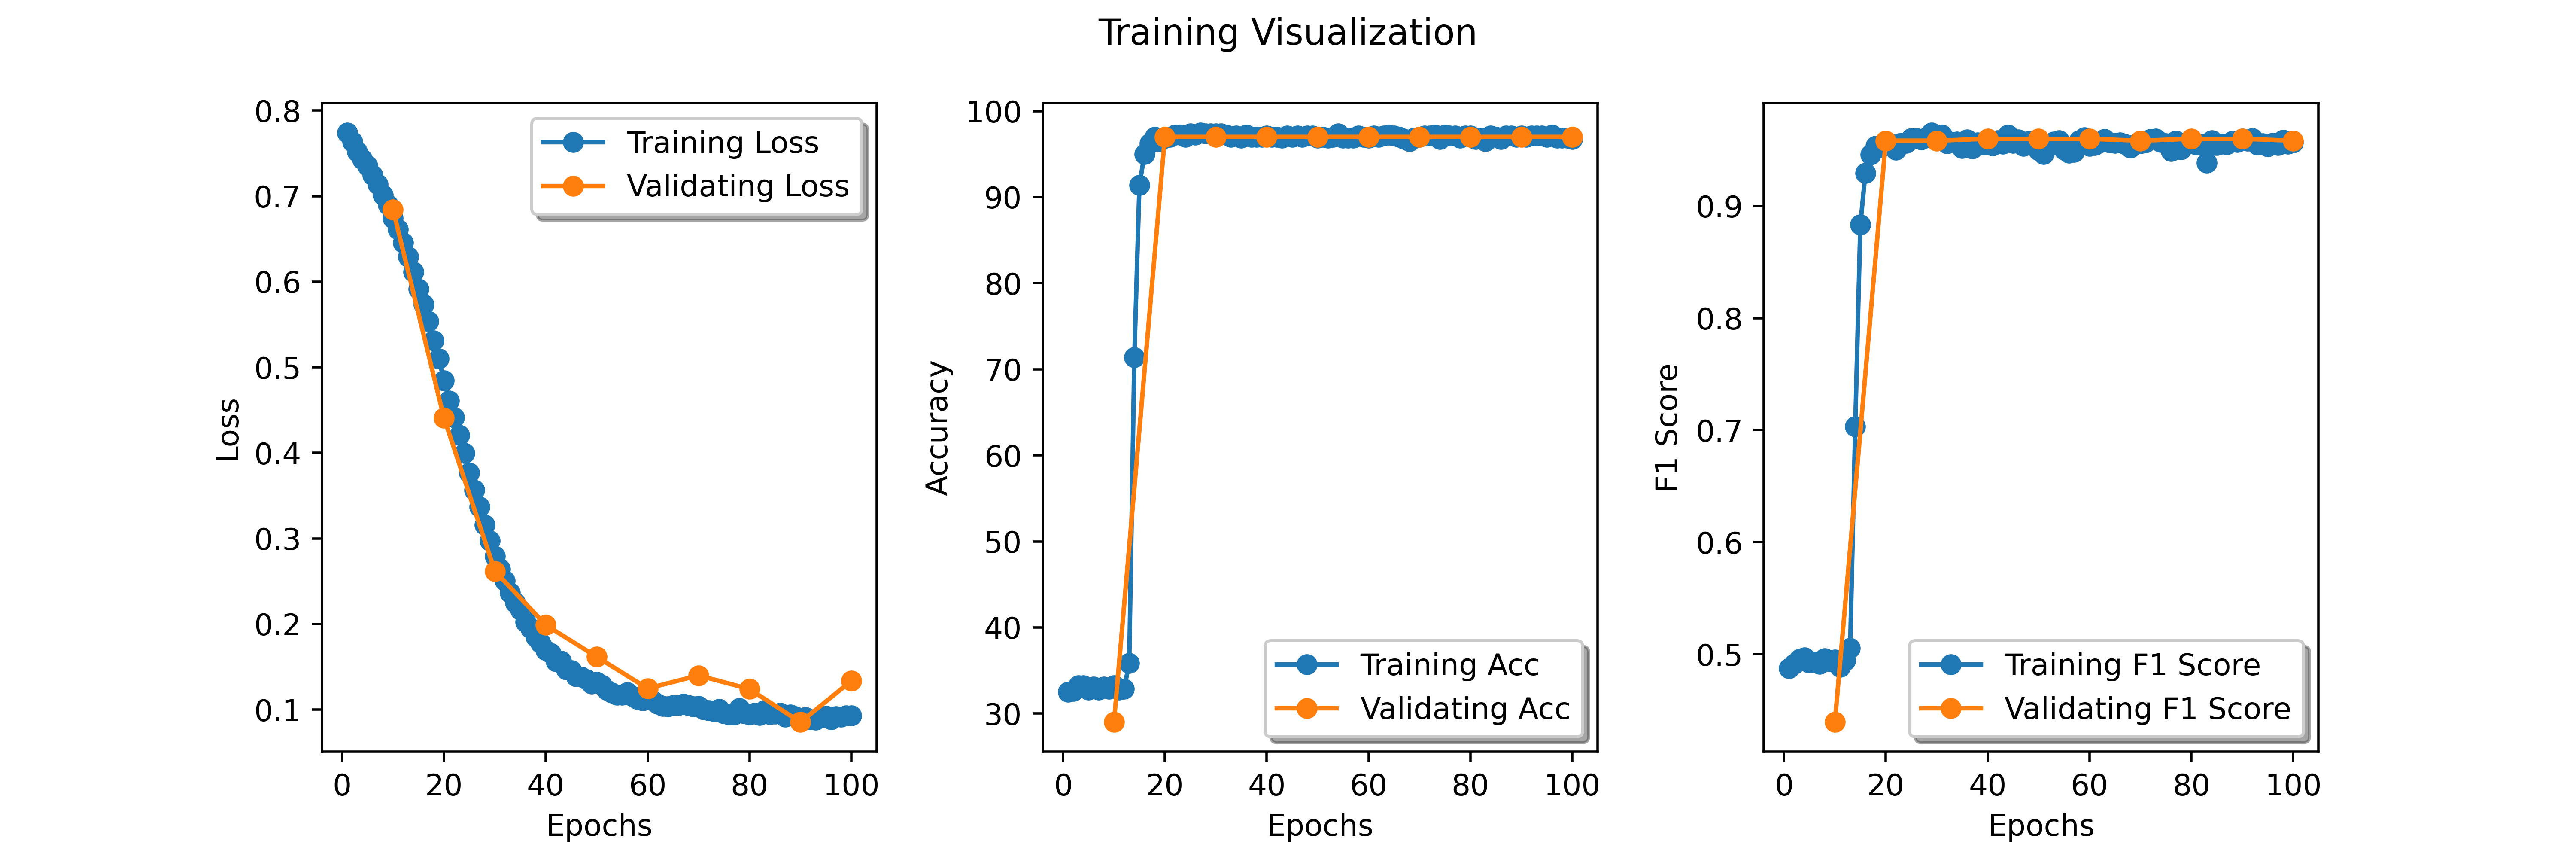 Training Visualization
0.8
0.7
0.6
0.5
0.4
0.3
0.2
0.1
Loss
0 20 40 60 80 100
Epochs
Training Loss
Validating Loss
100
90
80
70
60
50
40
30
Accuracy
0 20 40 60 80 100
Epochs
Training Acc
Validating Acc
0.9
0.8
0.7
0.6
0.5
F1 Score
0 20 40 60 80 100
Epochs
Training F1 Score
Validating F1 Score